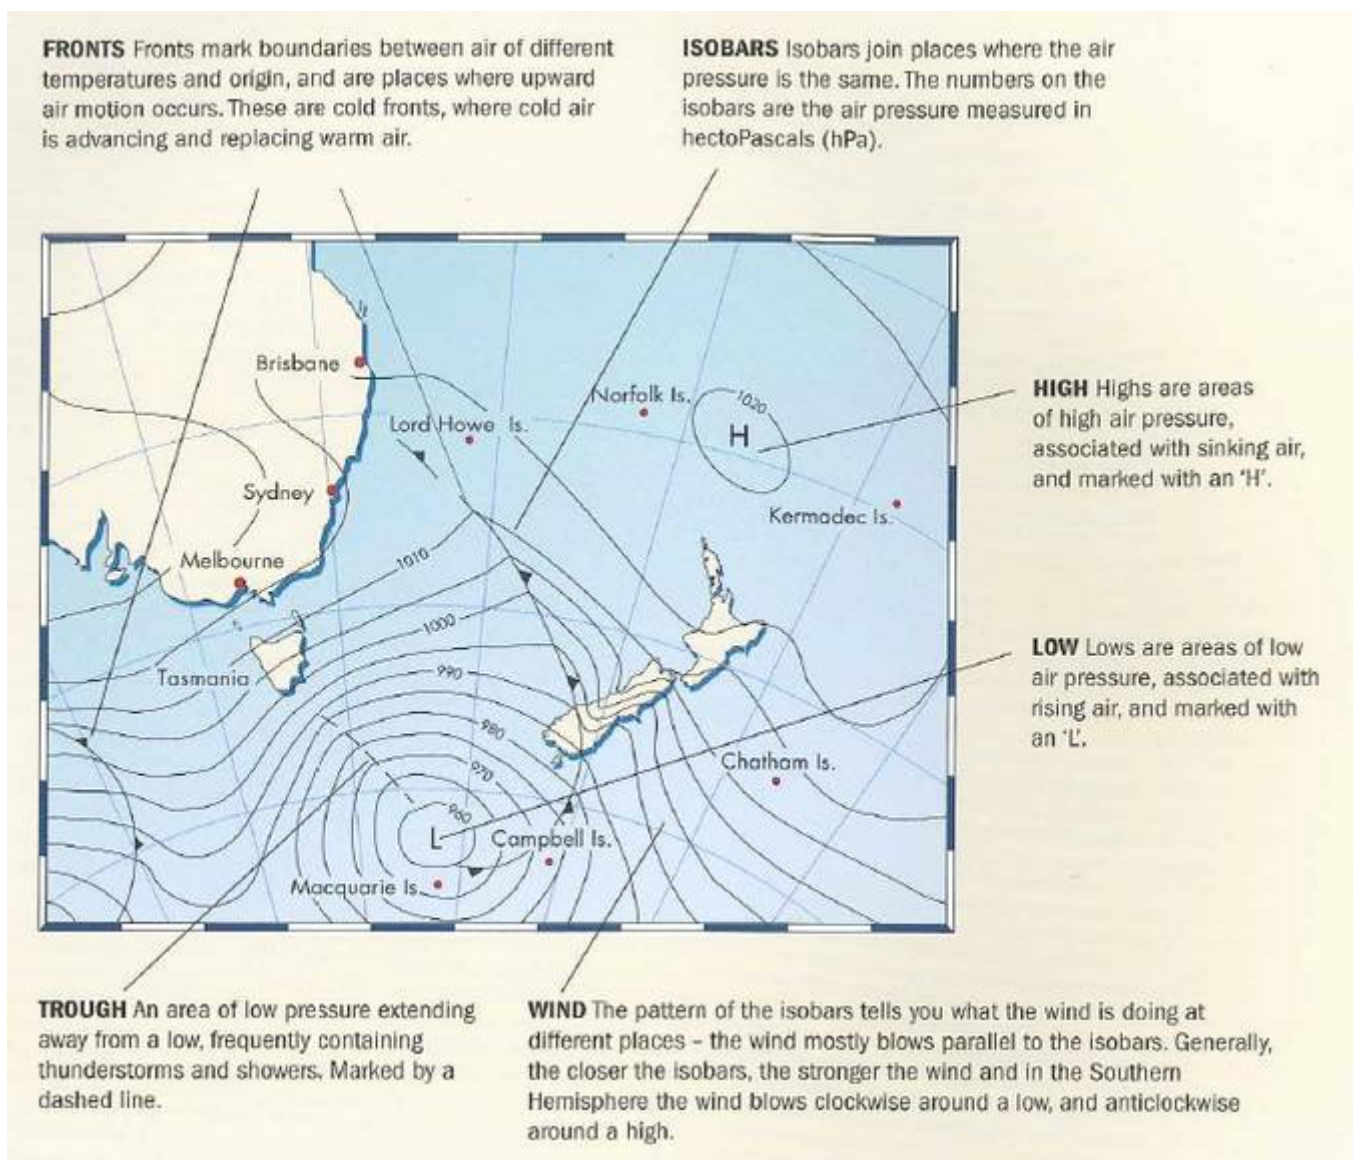 FRONTS Fronts mark boundaries between air of different
temperatures and origin, and are places where upward
air motion occurs. These are cold fronts, where cold air
is advancing and replacing warm air.
ISOBARS Isobars join places where the air
pressure is the same. The numbers on the
isobars are the air pressure measured in
hectoPascals (hPa).
Brisbane
Norfolk Is.
1020
H
Lord Howe Is.
Sydney
Kermadec Is.
Melbourne
1010
1000
Tasmania
990
980
970
Chatham Is.
960
L
Campbell Is.
Macquarie Is.
HIGH Highs are areas
of high air pressure,
associated with sinking air,
and marked with an 'H'.
LOW Lows are areas of low
air pressure, associated with
rising air, and marked with
an 'L'.
TROUGH An area of low pressure extending
away from a low, frequently containing
thunderstorms and showers. Marked by a
dashed line.
WIND The pattern of the isobars tells you what the wind is doing at
different places – the wind mostly blows parallel to the isobars. Generally,
the closer the isobars, the stronger the wind and in the Southern
Hemisphere the wind blows clockwise around a low, and anticlockwise
around a high.